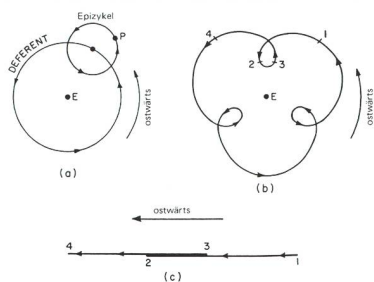 Epizykel
P
DEFERENT
E
ostwärts
(a)
4
1
2 3
E
ostwärts
(b)
ostwärts
4
3
2
1
(c)